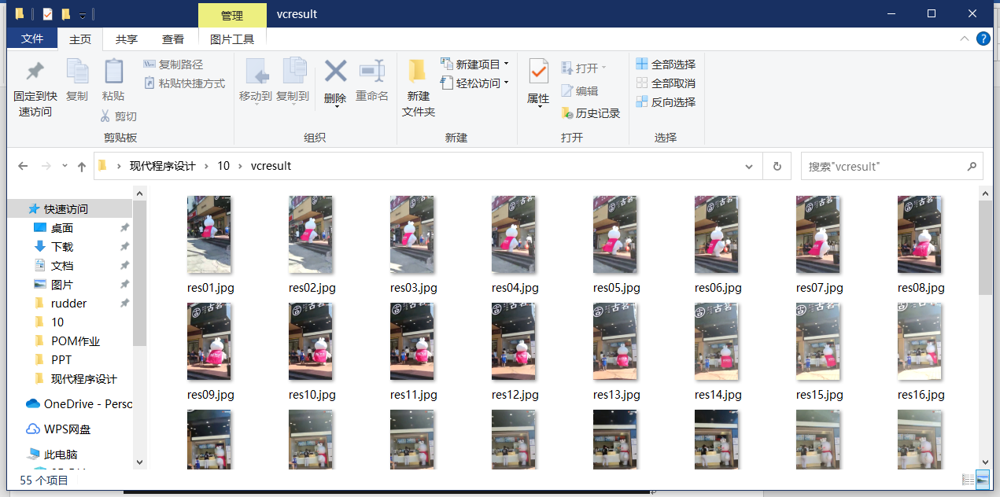 管理
vcresult
文件
主页
共享
查看
图片工具
固定到快
速访问
复制
粘贴
复制路径
粘贴快捷方式
剪切
剪贴板
移动到
复制到
删除
重命名
组织
新建
文件夹
新建项目
轻松访问
新建
属性
打开
编辑
历史记录
打开
全部选择
全部取消
反向选择
选择
现代程序设计 › 10 › vcresult
搜索"vcresult"
快速访问
桌面
下载
文档
图片
rudder
10
POM作业
PPT
现代程序设计
OneDrive - Persc
WPS网盘
此电脑
res01.jpg res02.jpg res03.jpg res04.jpg res05.jpg res06.jpg res07.jpg res08.jpg
res09.jpg res10.jpg res11.jpg res12.jpg res13.jpg res14.jpg res15.jpg res16.jpg
55 个项目